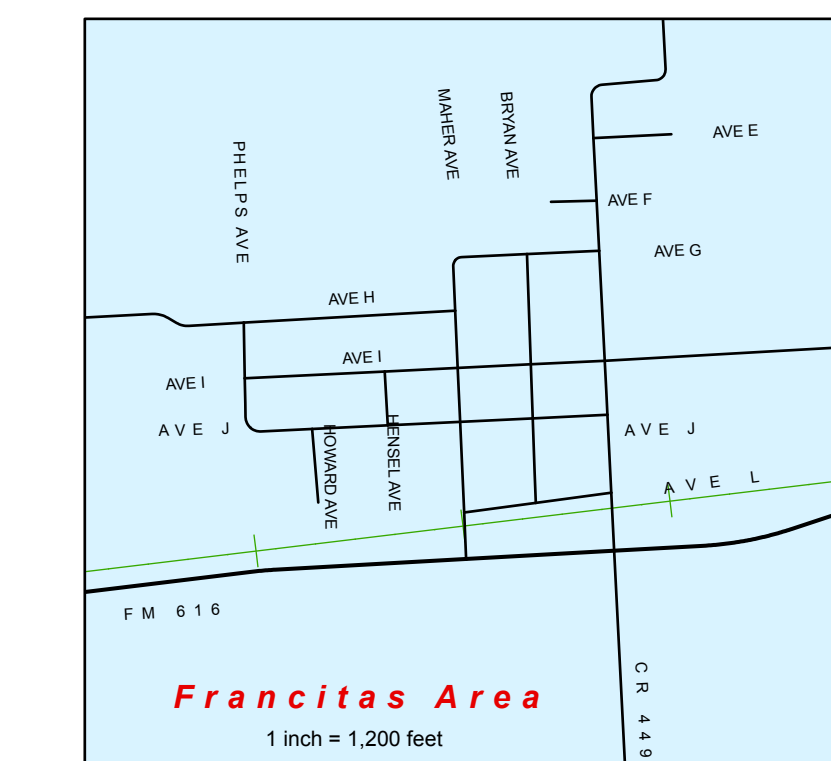 MAHER AVE
BRYAN AVE
AVE E
PHELPS AVE
AVE F
AVE G
AVE H
AVE I
AVE I
AVE J
AVE J
HOWARD AVE
HENSEL AVE
AVE L
FM 616
CR 449
Francitas Area
1 inch = 1,200 feet